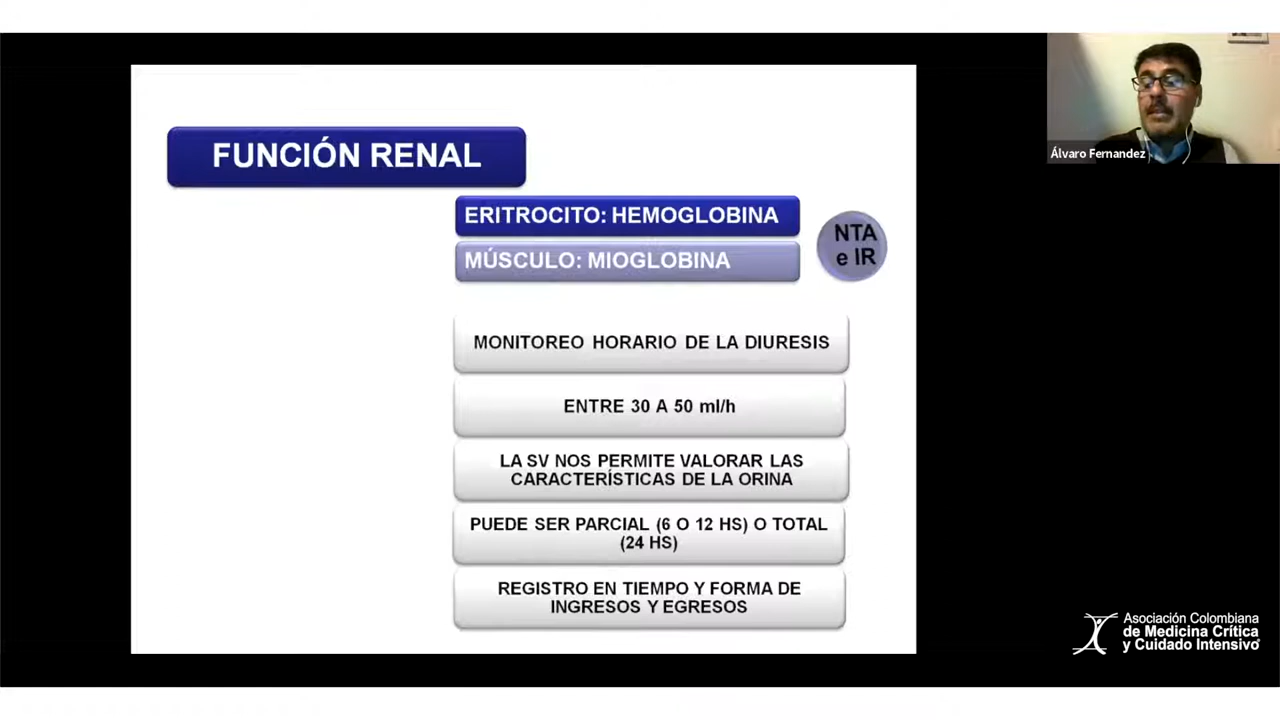 FUNCIÓN RENAL
ERITROCITO: HEMOGLOBINA
MÚSCULO: MIOGLOBINA
NTA
e IR
MONITOREO HORARIO DE LA DIURESIS
ENTRE 30 A 50 ml/h
LA SV NOS PERMITE VALORAR LAS
CARACTERÍSTICAS DE LA ORINA
PUEDE SER PARCIAL (6 O 12 HS) O TOTAL
(24 HS)
REGISTRO EN TIEMPO Y FORMA DE
INGRESOS Y EGRESOS
Álvaro Fernandez
Asociación Colombiana
de Medicina Crítica
y Cuidado Intensivo